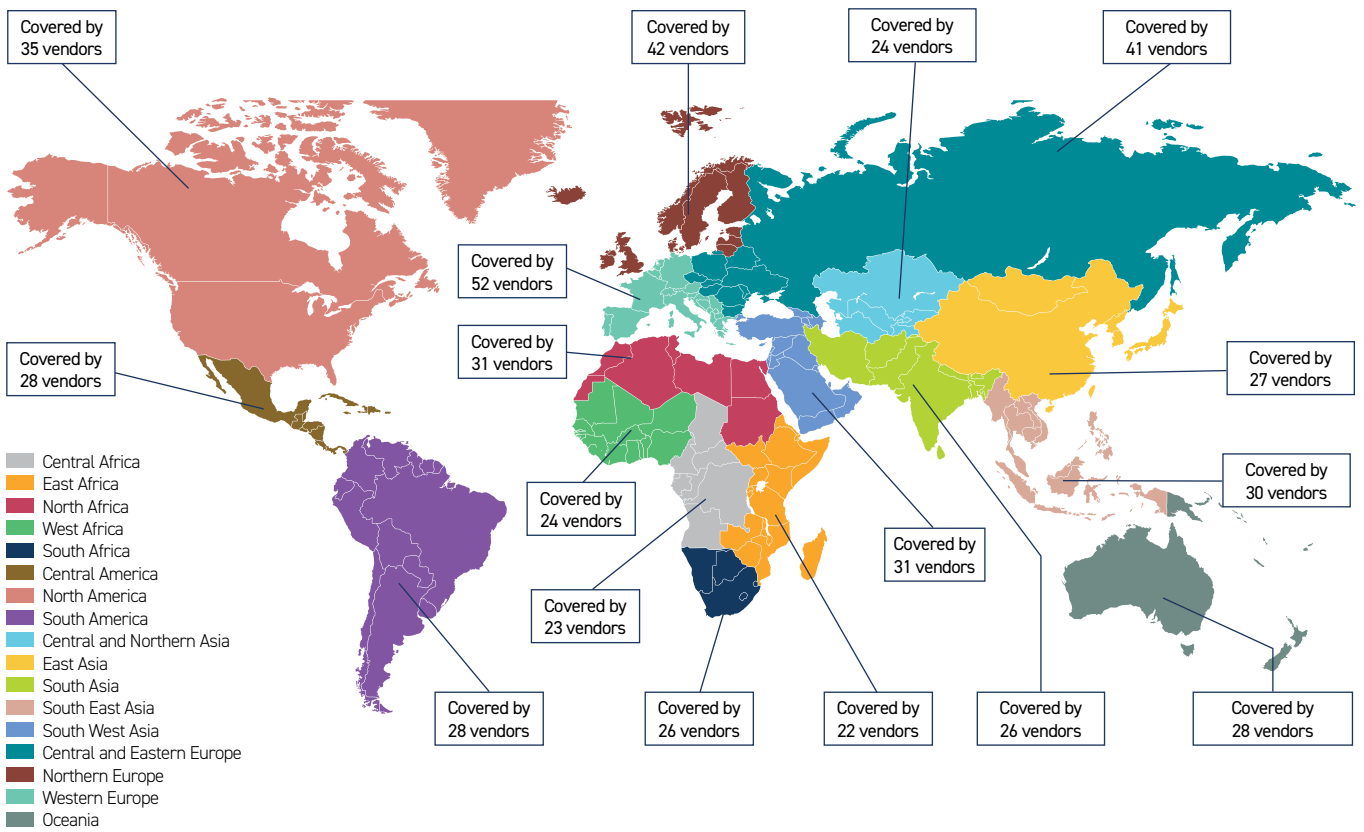 Covered by
35 vendors
Covered by
42 vendors
Covered by
24 vendors
Covered by
41 vendors
Covered by
52 vendors
Covered by
31 vendors
Covered by
28 vendors
Covered by
27 vendors
Central Africa
East Africa
North Africa
West Africa
South Africa
Central America
North America
South America
Central and Northern Asia
East Asia
South Asia
South East Asia
South West Asia
Central and Eastern Europe
Northern Europe
Western Europe
Oceania
Covered by
24 vendors
Covered by
30 vendors
Covered by
31 vendors
Covered by
23 vendors
Covered by
28 vendors
Covered by
26 vendors
Covered by
22 vendors
Covered by
26 vendors
Covered by
28 vendors